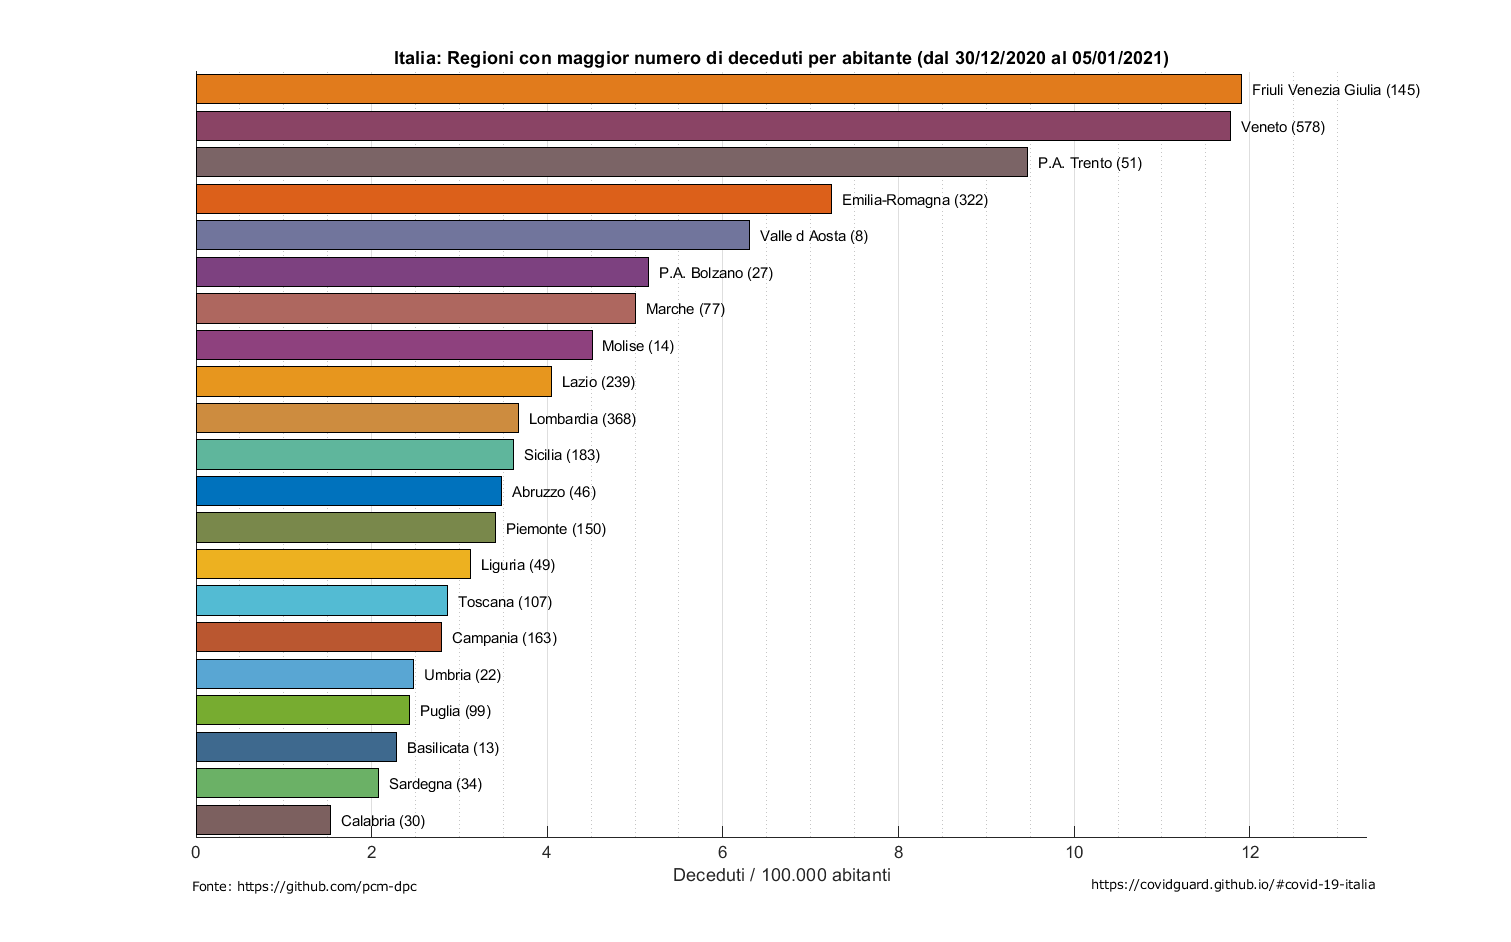 Italia: Regioni con maggior numero di deceduti per abitante (dal 30/12/2020 al 05/01/2021)
Friuli Venezia Giulia (145)
Veneto (578)
P.A. Trento (51)
Emilia-Romagna (322)
Valle d Aosta (8)
P.A. Bolzano (27)
Marche (77)
Molise (14)
Lazio (239)
Lombardia (368)
Sicilia (183)
Abruzzo (46)
Piemonte (150)
Liguria (49)
Toscana (107)
Campania (163)
Umbria (22)
Puglia (99)
Basilicata (13)
Sardegna (34)
Calabria (30)
0 2 4 6 8 10 12
Deceduti / 100.000 abitanti
Fonte: https://github.com/pcm-dpc
https://covidguard.github.io/#covid-19-italia